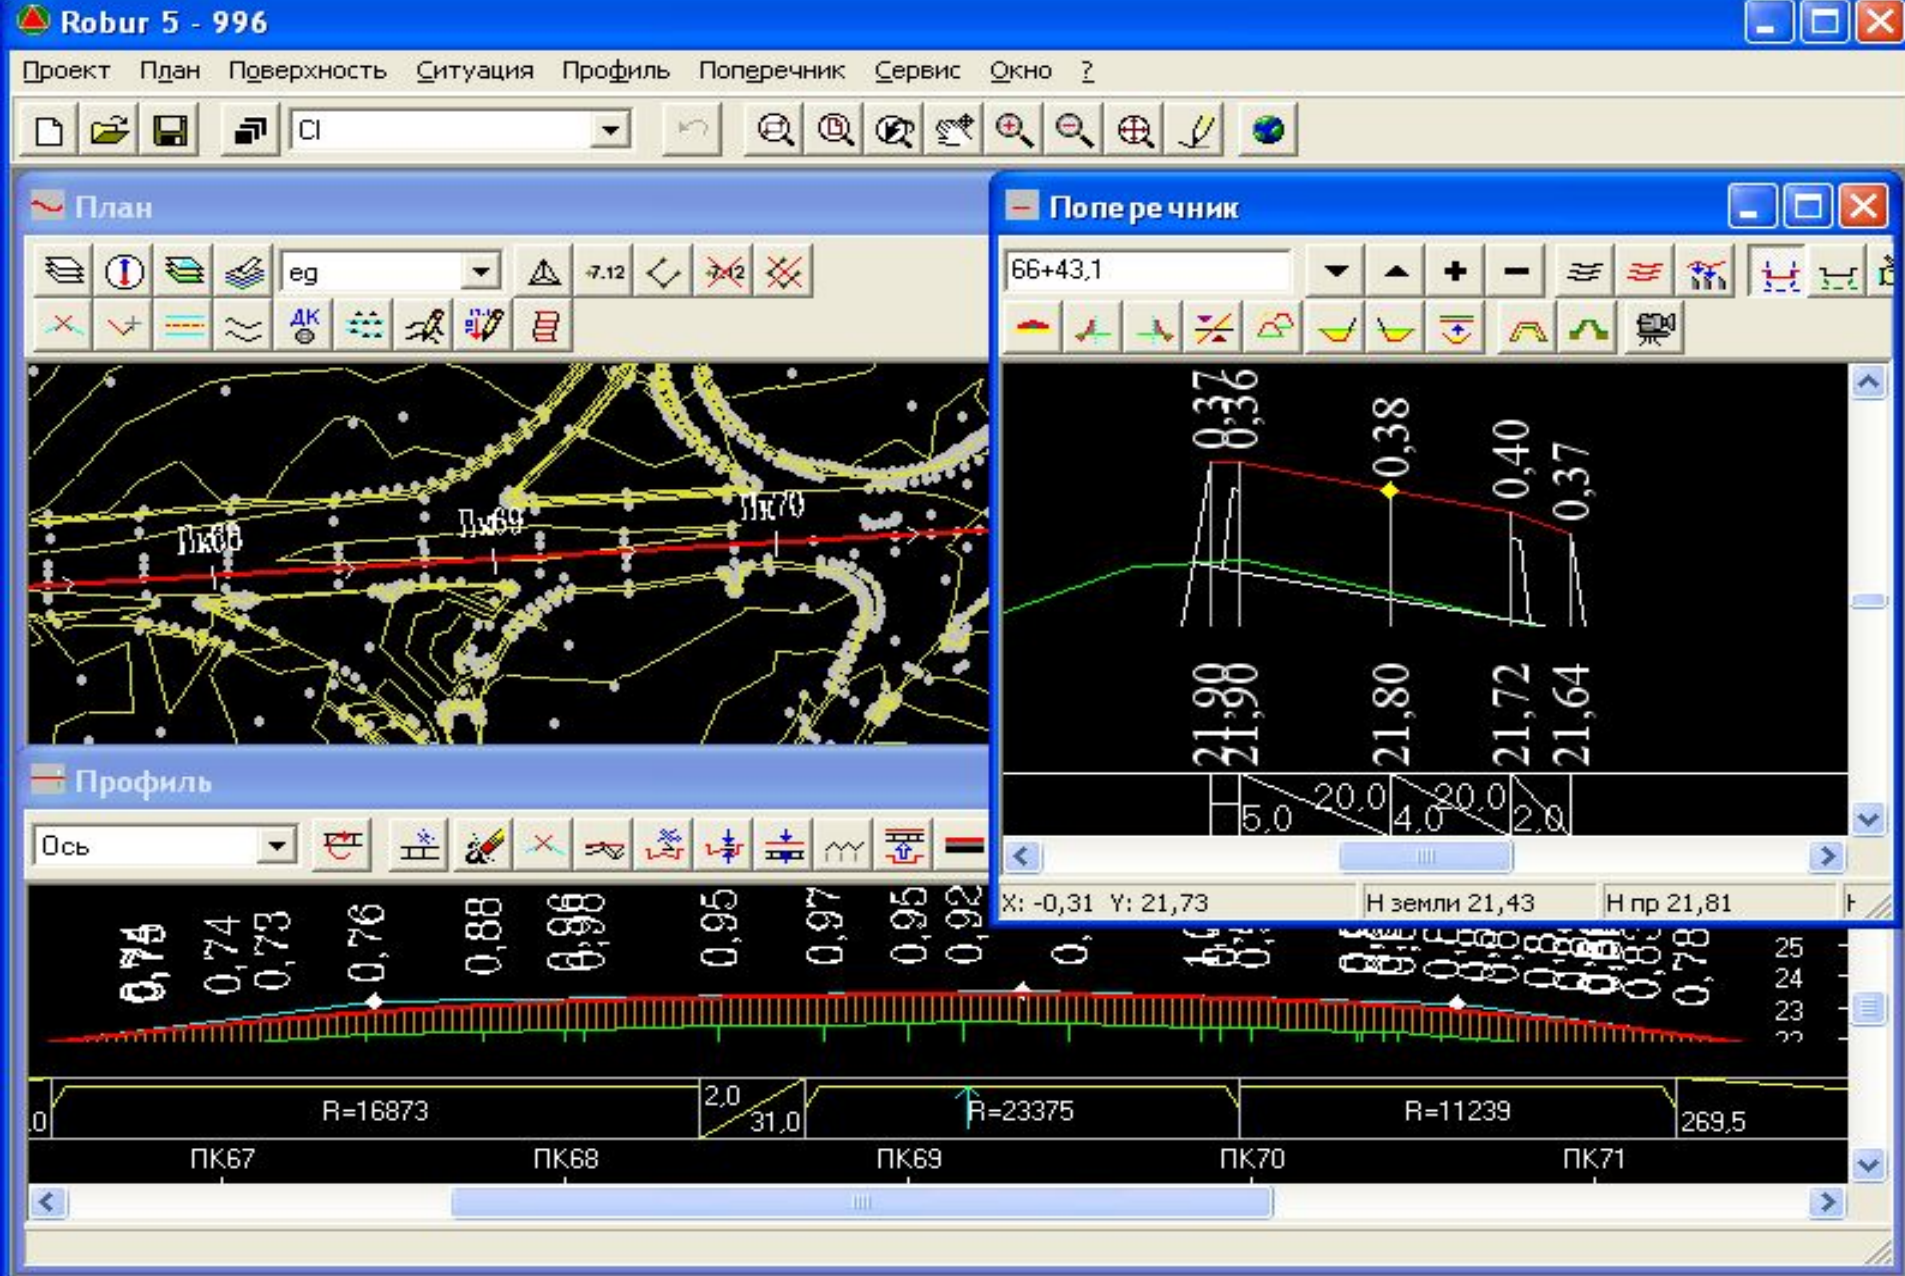 Robur 5 - 996
Проект План Поверхность Ситуация Профиль Поперечник Сервис Окно ?
Cl
План
eg
-7.12
ДК
Пк68
Пк69
Пк70
Поперечник
66+43,1
0,37 0,36 0,38 0,40 0,37
21,90 21,90 21,80 21,72 21,64
5,0 20,0 4,0 20,0 2,0
X: -0,31 Y: 21,73 Н земли 21,43 Н пр 21,81
Профиль
Ось
0,74 0,73 0,76 0,88 0,98 0,95 0,97 0,95 0,92 0,78
25
24
23
22
R=16873 2,0 31,0 R=23375 R=11239 269,5
ПК67 ПК68 ПК69 ПК70 ПК71